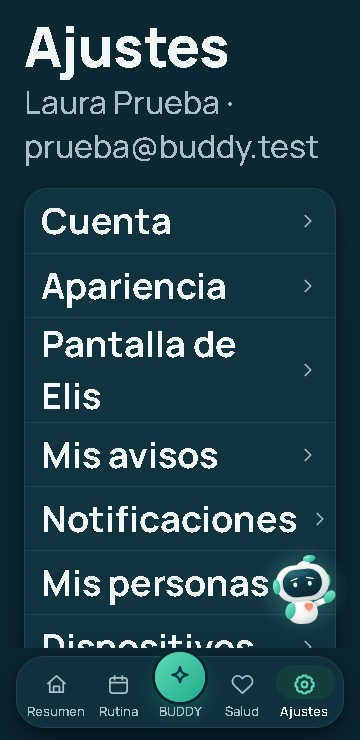 Ajustes
Laura Prueba ·
prueba@buddy.test
Cuenta
Apariencia
Pantalla de
Elis
Mis avisos
Notificaciones
Mis personas
Dispositivos
Resumen
Rutina
BUDDY
Salud
Ajustes